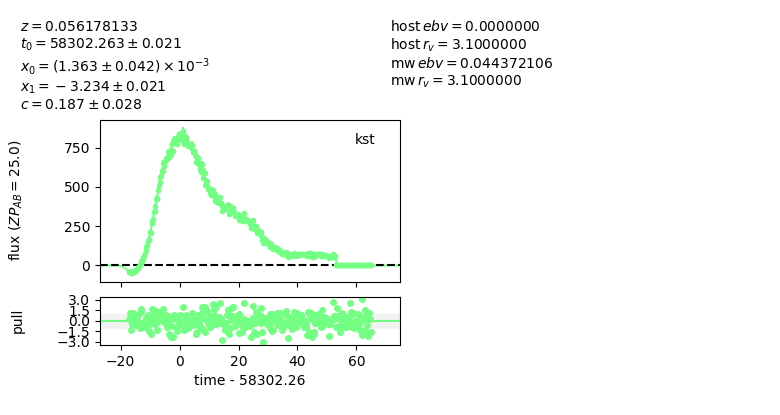 z = 0.056178133
t₀ = 58302.263 ± 0.021
x₀ = (1.363 ± 0.042) × 10⁻³
x₁ = −3.234 ± 0.021
c = 0.187 ± 0.028
host ebv = 0.0000000
host r_v = 3.1000000
mw ebv = 0.044372106
mw r_v = 3.1000000
flux (ZP_AB = 25.0)
750
500
250
0
kst
pull
3.0
1.5
0.0
−1.5
−3.0
−20 0 20 40 60
time - 58302.26